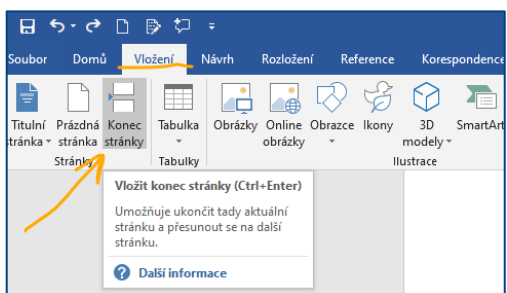 Soubor Domů Vložení Návrh Rozložení Reference Korespondence
Titulní Prázdná Konec Tabulka Obrázky Online Obrazce Ikony 3D SmartArt
stránka stránka stránky obrázky modely
Stránky Tabulky Ilustrace
Vložit konec stránky (Ctrl+Enter)
Umožňuje ukončit tady aktuální
stránku a přesunout se na další
stránku.
Další informace